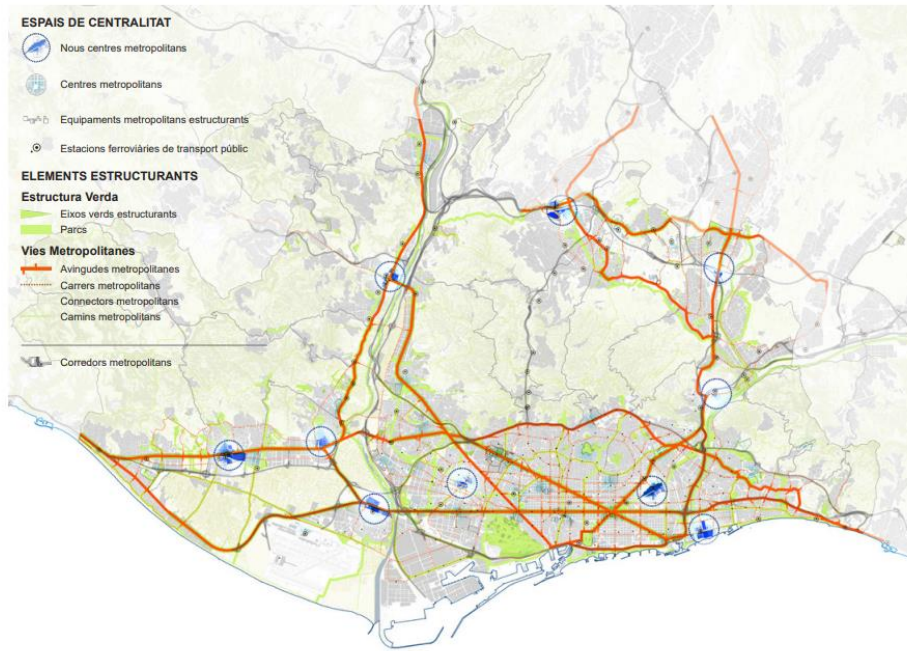 ESPAIS DE CENTRALITAT
Nous centres metropolitans
Centres metropolitans
Equipaments metropolitans estructurants
Estacions ferroviàries de transport públic
ELEMENTS ESTRUCTURANTS
Estructura Verda
Eixos verds estructurants
Parcs
Vies Metropolitanes
Avingudes metropolitanes
Carrers metropolitans
Connectors metropolitans
Camins metropolitans
Corredors metropolitans